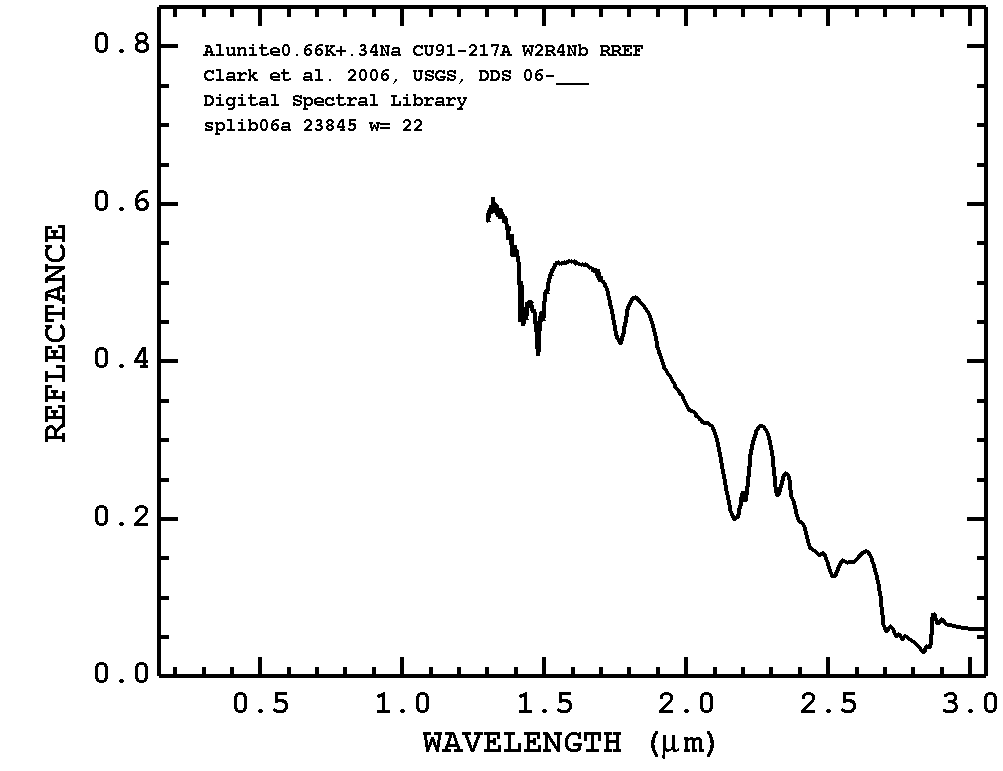 Alunite0.66K+.34Na CU91-217A W2R4Nb RREF
Clark et al. 2006, USGS, DDS 06-___
Digital Spectral Library
splib06a 23845 w= 22
0.8
0.6
0.4
0.2
0.0
REFLECTANCE
0.5 1.0 1.5 2.0 2.5 3.0
WAVELENGTH (μm)